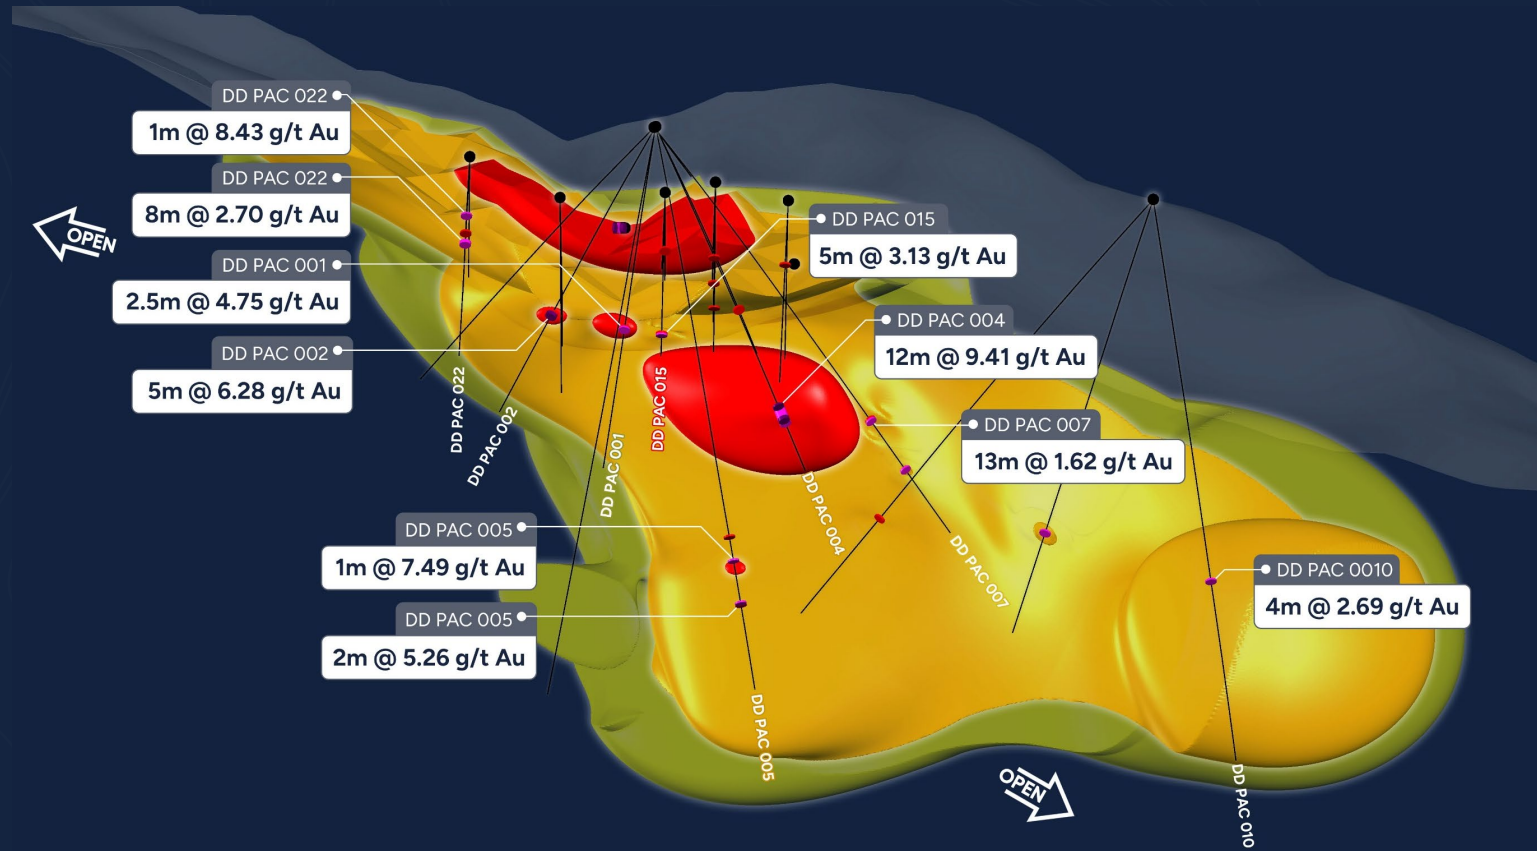 DD PAC 022
1m @ 8.43 g/t Au
DD PAC 022
8m @ 2.70 g/t Au
OPEN
DD PAC 015
5m @ 3.13 g/t Au
DD PAC 001
2.5m @ 4.75 g/t Au
DD PAC 004
12m @ 9.41 g/t Au
DD PAC 002
5m @ 6.28 g/t Au
DD PAC 022
DD PAC 002
DD PAC 001
DD PAC 015
DD PAC 007
13m @ 1.62 g/t Au
DD PAC 004
DD PAC 007
DD PAC 005
1m @ 7.49 g/t Au
DD PAC 0010
4m @ 2.69 g/t Au
DD PAC 005
2m @ 5.26 g/t Au
DD PAC 005
OPEN
DD PAC 010